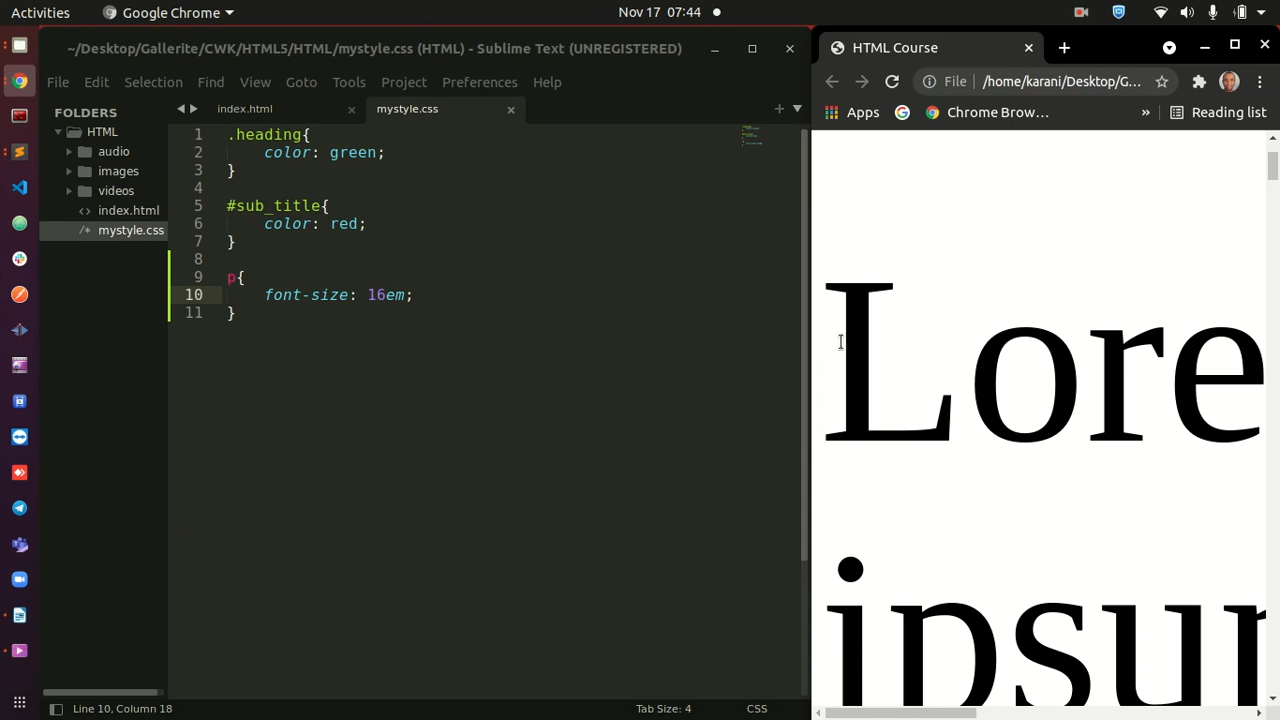 Activities
Google Chrome
Nov 17 07:44
~/Desktop/Gallerite/CWK/HTML5/HTML/mystyle.css (HTML) - Sublime Text (UNREGISTERED)
File Edit Selection Find View Goto Tools Project Preferences Help
FOLDERS
HTML
audio
images
videos
index.html
mystyle.css
index.html
mystyle.css
1 .heading{
2 color: green;
3 }
4
5 #sub_title{
6 color: red;
7 }
8
9 p{
10 font-size: 16em;
11 }
Line 10, Column 18
Tab Size: 4
CSS
HTML Course
File /home/karani/Desktop/G...
Apps
Chrome Brow...
»
Reading list
Lore
ipsu